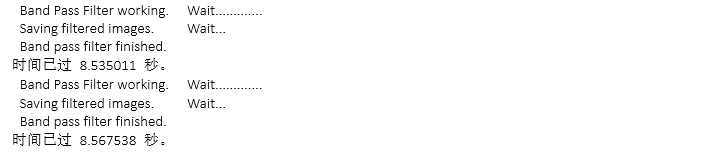 Band Pass Filter working. Wait.............
Saving filtered images. Wait...
Band pass filter finished.
时间已过 8.535011 秒。
Band Pass Filter working. Wait.............
Saving filtered images. Wait...
Band pass filter finished.
时间已过 8.567538 秒。